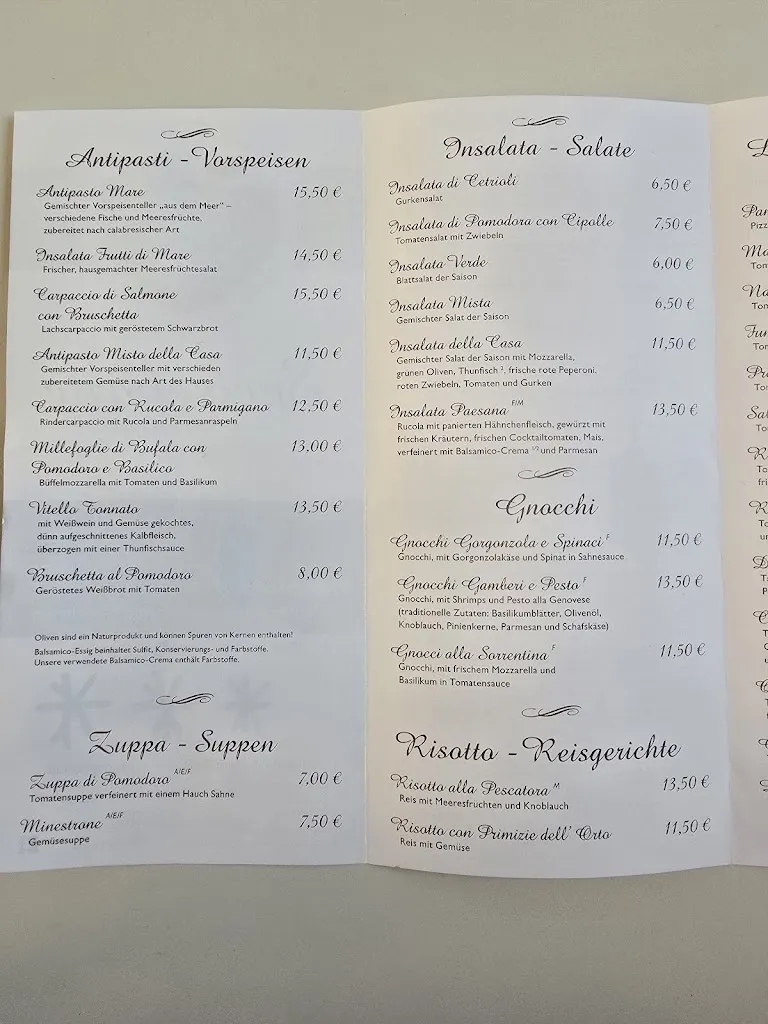 Antipasti - Vorspeisen
Antipasto Mare 15,50 €
Gemischter Vorspeisenteller „aus dem Meer" –
verschiedene Fische und Meeresfrüchte,
zubereitet nach calabresischer Art
Insalata Frutti di Mare 14,50 €
Frischer, hausgemachter Meeresfrüchtesalat
Carpaccio di Salmone 15,50 €
con Bruschetta
Lachscarpaccio mit geröstetem Schwarzbrot
Antipasto Misto della Casa 11,50 €
Gemischter Vorspeisenteller mit verschieden
zubereitetem Gemüse nach Art des Hauses
Carpaccio con Rucola e Parmigano 12,50 €
Rindercarpaccio mit Rucola und Parmesanraspeln
Millefoglie di Bufala con 13,00 €
Pomodoro e Basilico
Büffelmozzarella mit Tomaten und Basilikum
Vitello Tonnato 13,50 €
mit Weißwein und Gemüse gekochtes,
dünn aufgeschnittenes Kalbfleisch,
überzogen mit einer Thunfischsauce
Bruschetta al Pomodoro 8,00 €
Geröstetes Weißbrot mit Tomaten
Oliven sind ein Naturprodukt und können Spuren von Kernen enthalten!
Balsamico-Essig beinhaltet Sulfit, Konservierungs- und Farbstoffe.
Unsere verwendete Balsamico-Crema enthält Farbstoffe.
Zuppa - Suppen
Zuppa di Pomodoro A/E/F 7,00 €
Tomatensuppe verfeinert mit einem Hauch Sahne
Minestrone A/E/F 7,50 €
Gemüsesuppe
Insalata - Salate
Insalata di Cetrioli 6,50 €
Gurkensalat
Insalata di Pomodora con Cipolle 7,50 €
Tomatensalat mit Zwiebeln
Insalata Verde 6,00 €
Blattsalat der Saison
Insalata Mista 6,50 €
Gemischter Salat der Saison
Insalata della Casa 11,50 €
Gemischter Salat der Saison mit Mozzarella,
grünen Oliven, Thunfisch ², frische rote Peperoni,
roten Zwiebeln, Tomaten und Gurken
Insalata Paesana F/M 13,50 €
Rucola mit panierten Hähnchenfleisch, gewürzt mit
frischen Kräutern, frischen Cocktailtomaten, Mais,
verfeinert mit Balsamico-Crema 1/2 und Parmesan
Gnocchi
Gnocchi Gorgonzola e Spinaci F 11,50 €
Gnocchi, mit Gorgonzolakäse und Spinat in Sahnesauce
Gnocchi Gamberi e Pesto F 13,50 €
Gnocchi, mit Shrimps und Pesto alla Genovese
(traditionelle Zutaten: Basilikumblätter, Olivenöl,
Knoblauch, Pinienkerne, Parmesan und Schafskäse)
Gnocci alla Sorrentina F 11,50 €
Gnocchi, mit frischem Mozzarella und
Basilikum in Tomatensauce
Risotto - Reisgerichte
Risotto alla Pescatora M 13,50 €
Reis mit Meeresfrüchten und Knoblauch
Risotto con Primizie dell' Orto 11,50 €
Reis mit Gemüse